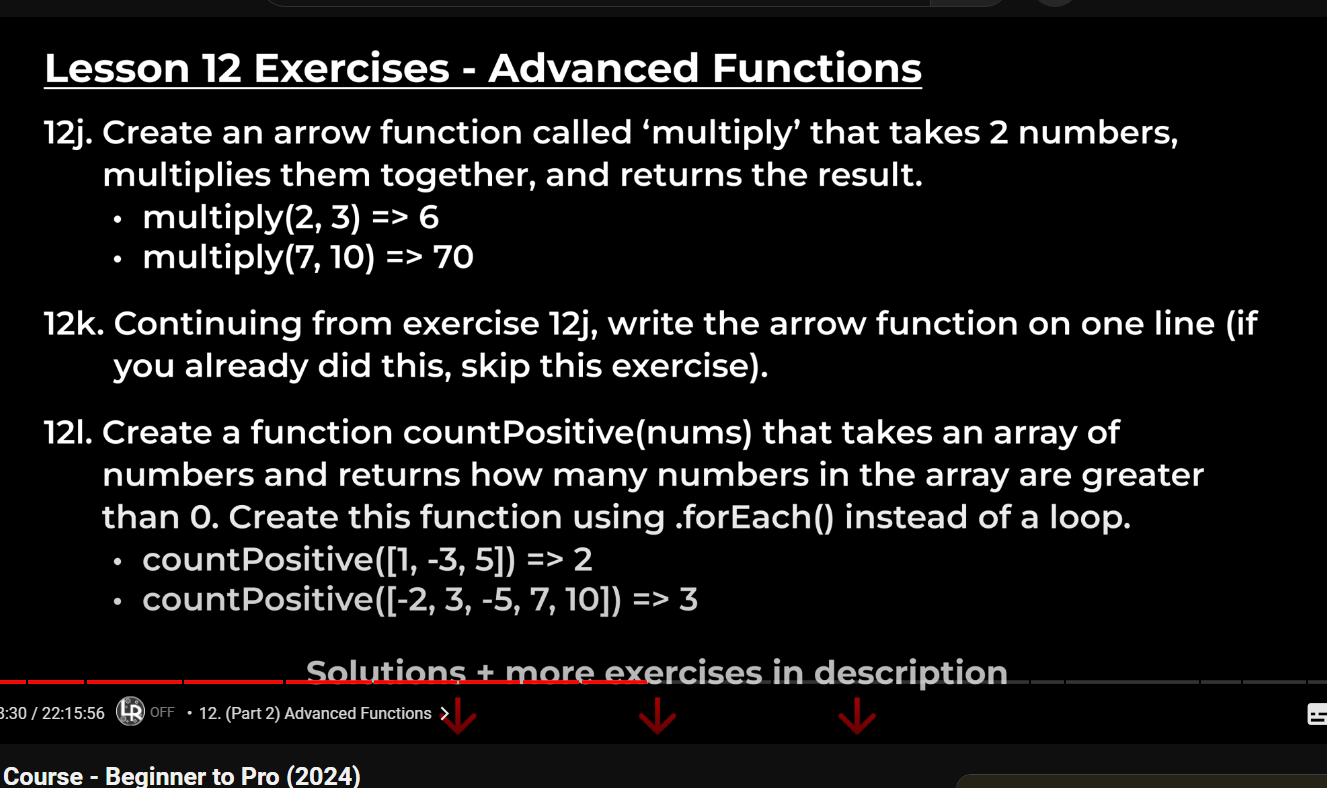 Lesson 12 Exercises - Advanced Functions
12j. Create an arrow function called ‘multiply’ that takes 2 numbers,
multiplies them together, and returns the result.
• multiply(2, 3) => 6
• multiply(7, 10) => 70
12k. Continuing from exercise 12j, write the arrow function on one line (if
you already did this, skip this exercise).
12l. Create a function countPositive(nums) that takes an array of
numbers and returns how many numbers in the array are greater
than 0. Create this function using .forEach() instead of a loop.
• countPositive([1, -3, 5]) => 2
• countPositive([-2, 3, -5, 7, 10]) => 3
Solutions + more exercises in description
3:30 / 22:15:56 LR OFF • 12. (Part 2) Advanced Functions
Course - Beginner to Pro (2024)